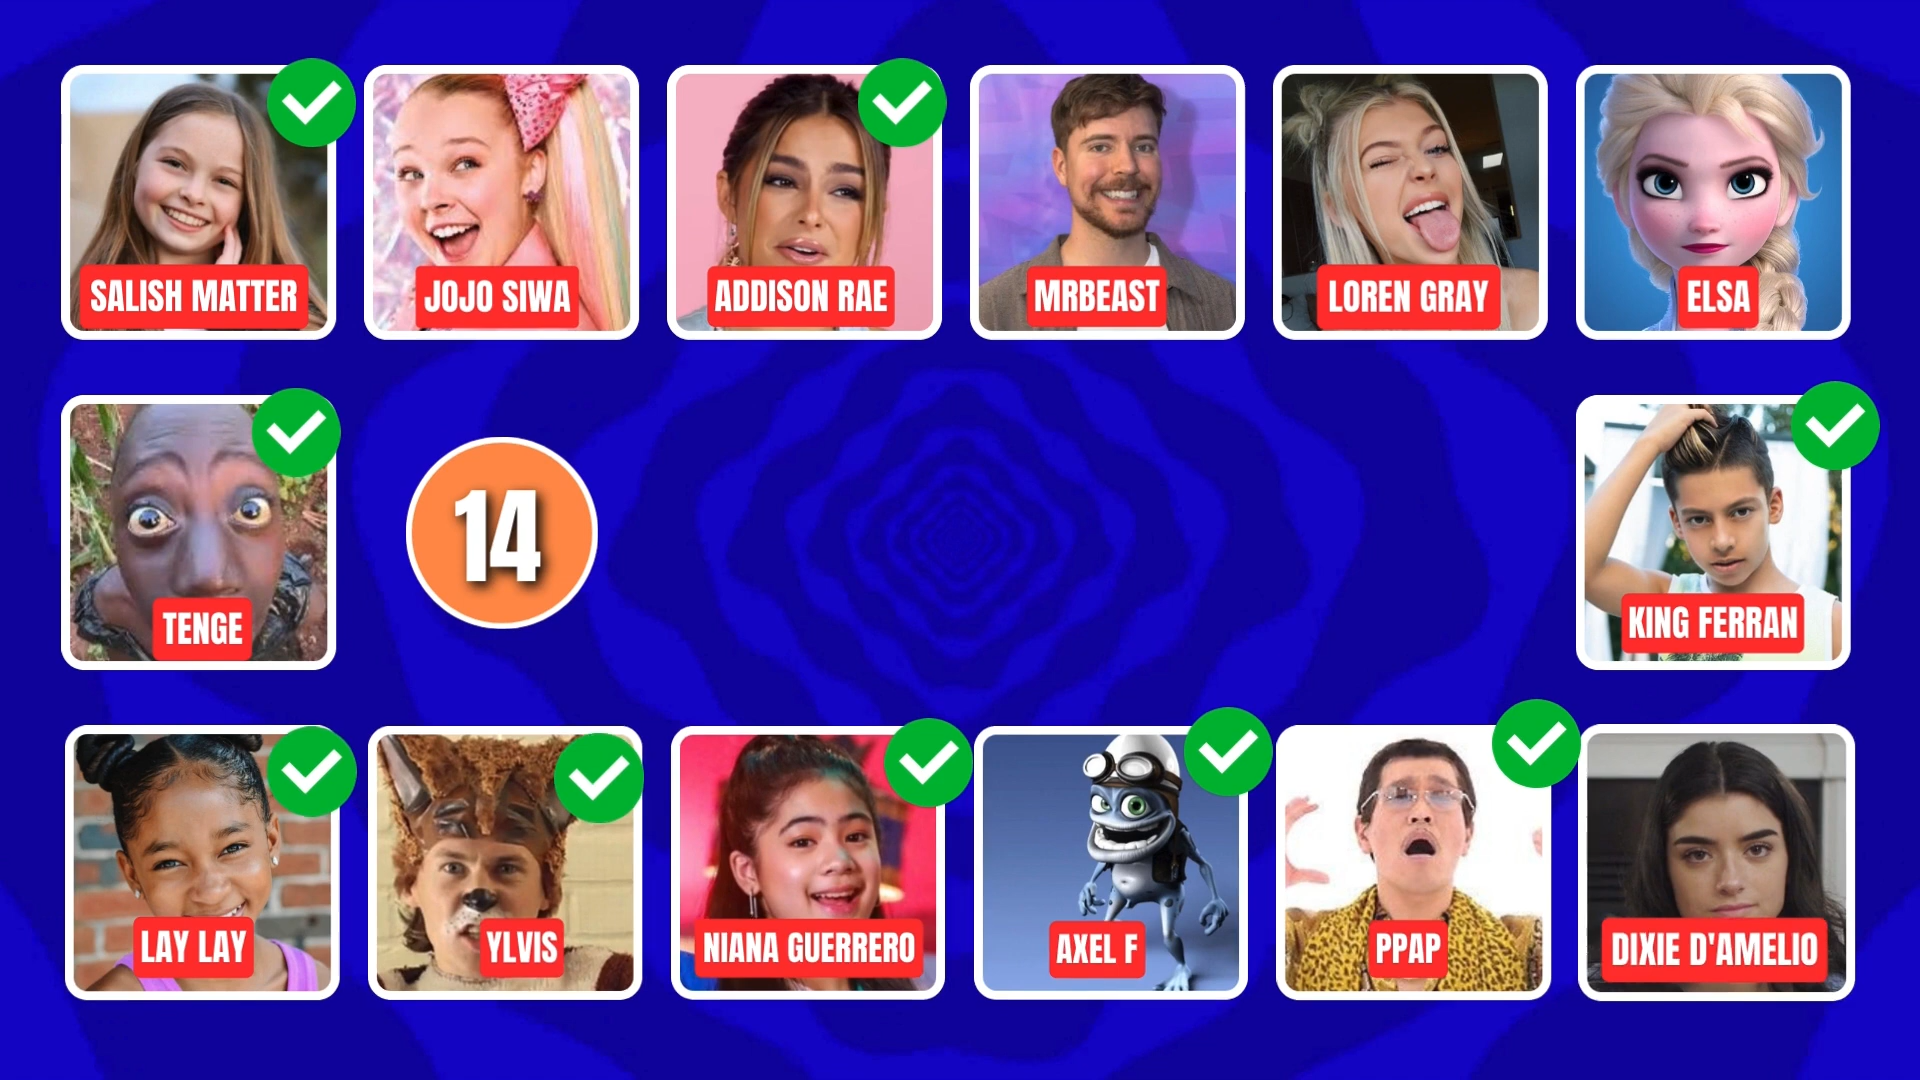 SALISH MATTER
JOJO SIWA
ADDISON RAE
MRBEAST
LOREN GRAY
ELSA
TENGE
14
KING FERRAN
LAY LAY
YLVIS
NIANA GUERRERO
AXEL F
PPAP
DIXIE D'AMELIO